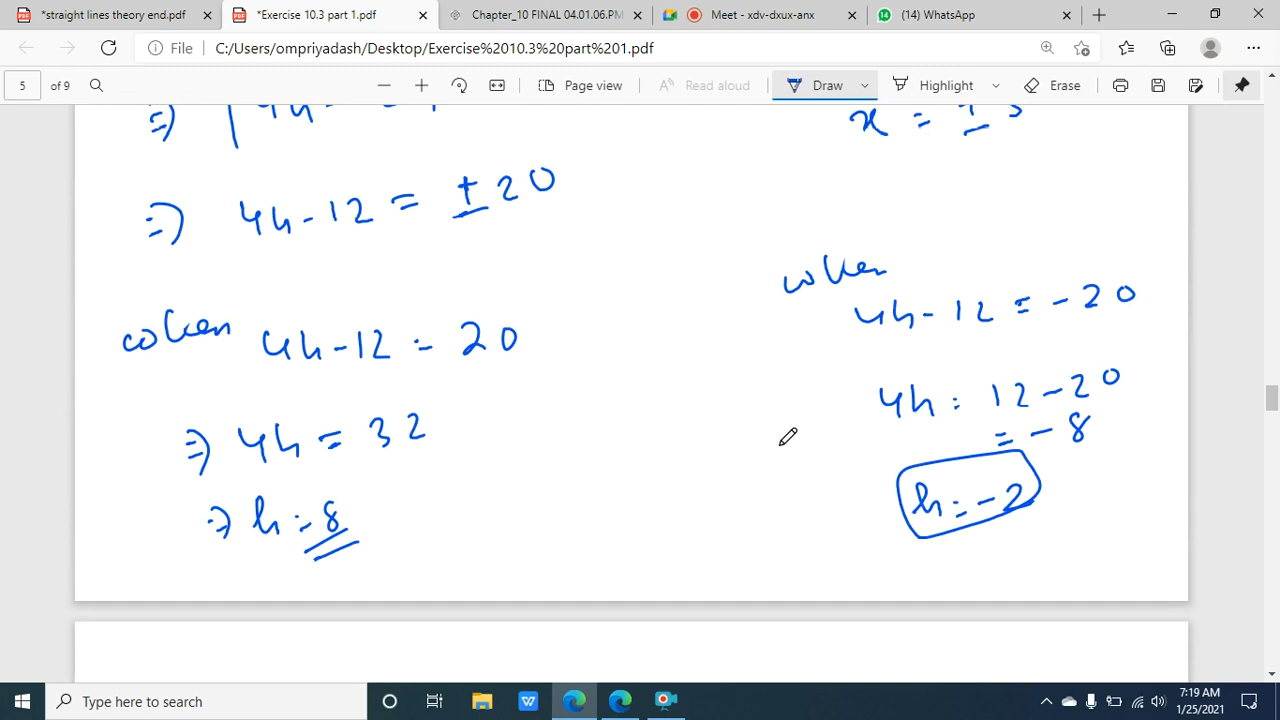 *straight lines theory end.pdf
*Exercise 10.3 part 1.pdf
Chapter_10 FINAL 04.01.06.PM
Meet - xdv-dxux-anx
(14) WhatsApp
File C:/Users/ompriyadash/Desktop/Exercise%2010.3%20part%201.pdf
5 of 9
Page view
Read aloud
Draw
Highlight
Erase
x = ±
=> 4h-12 = ±20
when 4h-12 = 20
=> 4h = 32
=> h = 8
when
4h-12 = -20
4h = 12-20
= -8
h = -2
Type here to search
7:19 AM
1/25/2021